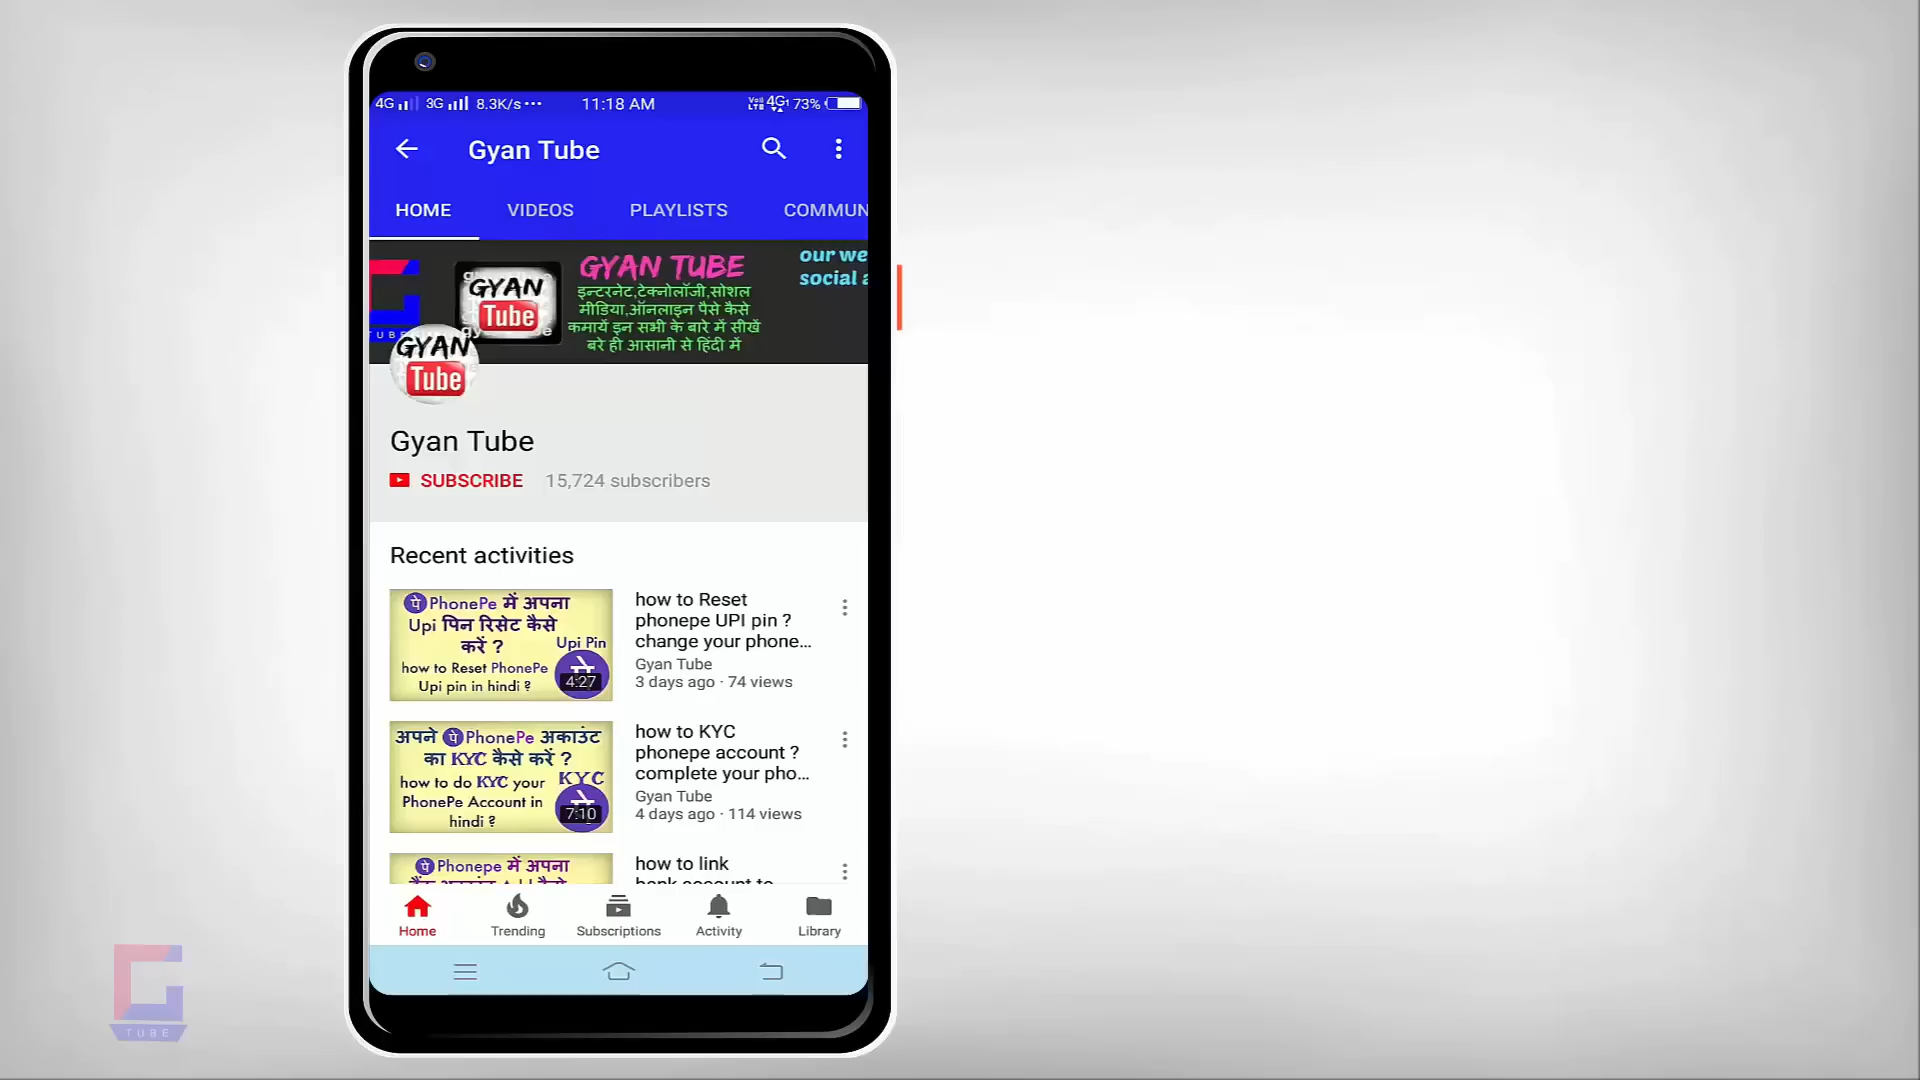 4G 3G 8.3K/s ... 11:18 AM VoLTE 4G 73%
Gyan Tube
HOME VIDEOS PLAYLISTS COMMUN
GYAN
Tube
GYAN TUBE
इन्टरनेट,टेक्नोलॉजी,सोशल
मीडिया,ऑनलाइन पैसे कैसे
कमायें इन सभी के बारे में सीखें
बरे ही आसानी से हिंदी में
our we
social a
GYAN
Tube
Gyan Tube
SUBSCRIBE 15,724 subscribers
Recent activities
पे PhonePe में अपना
Upi पिन रिसेट कैसे
करें ?
Upi Pin
how to Reset PhonePe
Upi pin in hindi ?
4:27
how to Reset
phonepe UPI pin ?
change your phone...
Gyan Tube
3 days ago · 74 views
अपने पे PhonePe अकाउंट
का KYC कैसे करें ?
how to do KYC your
PhonePe Account in
hindi ?
KYC
7:10
how to KYC
phonepe account ?
complete your pho...
Gyan Tube
4 days ago · 114 views
पे Phonepe में अपना
how to link
bank account to
Home Trending Subscriptions Activity Library
TUBE